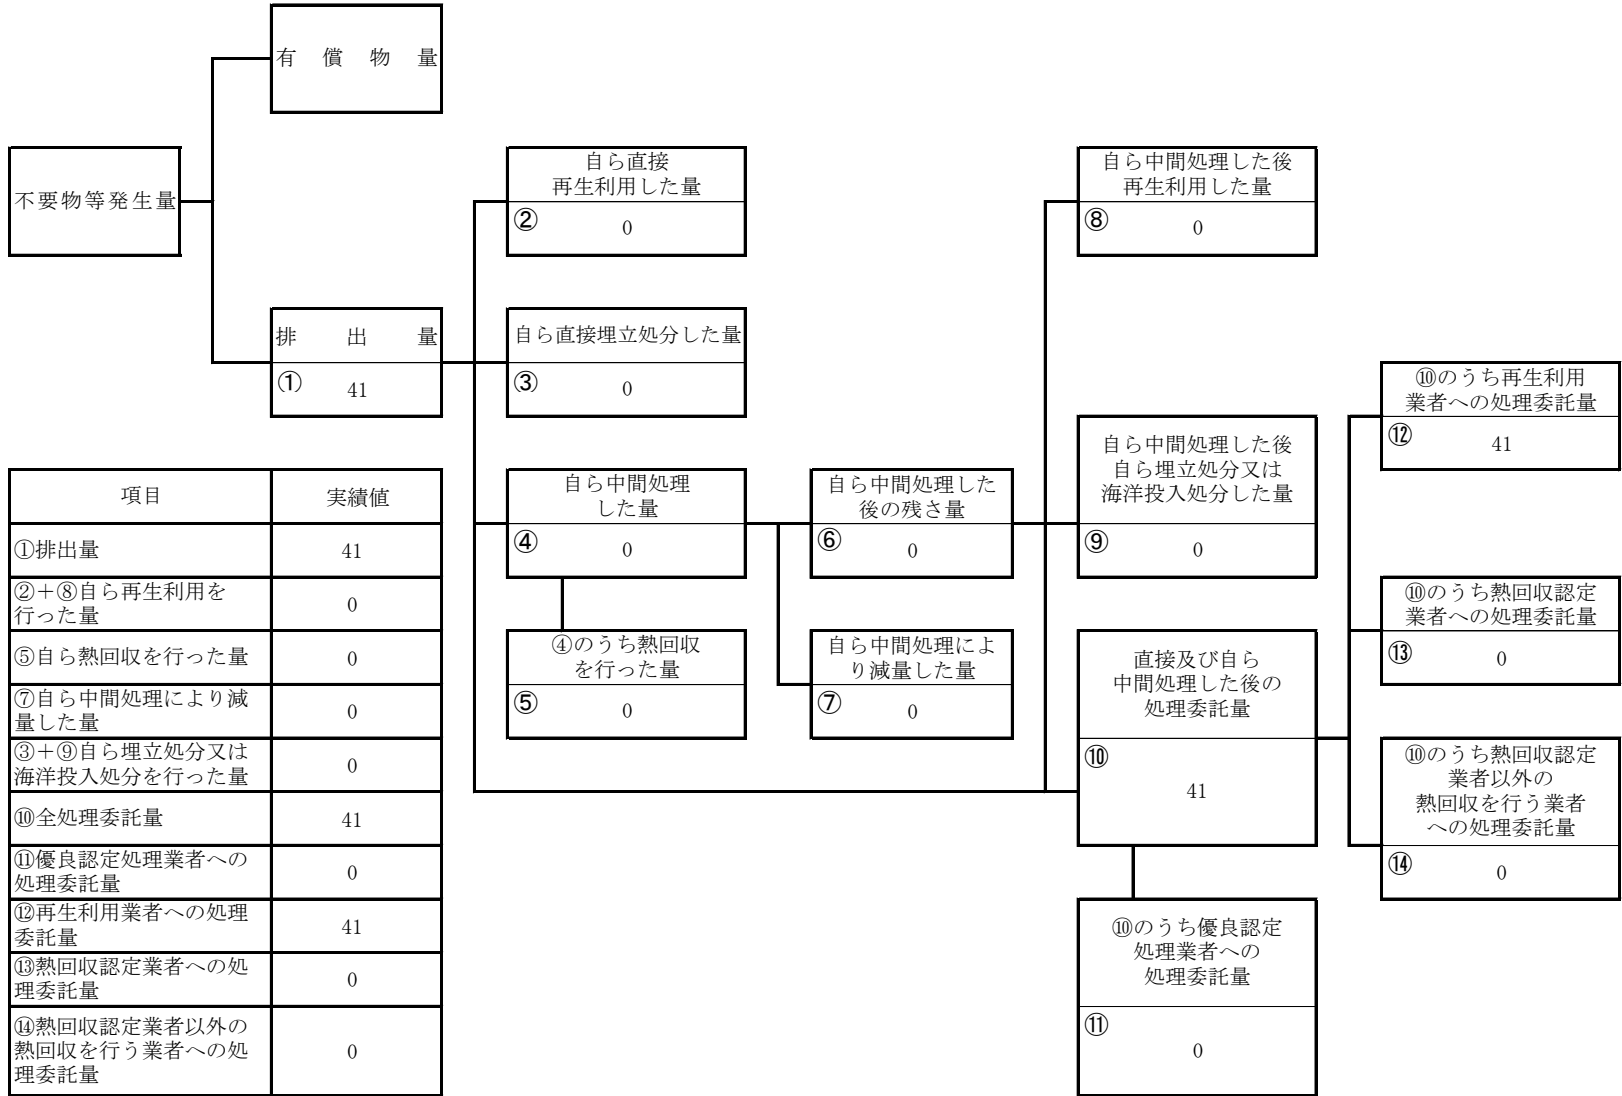 有償物量
不要物等発生量
排出量
① 41
自ら直接
再生利用した量
② 0
自ら直接埋立処分した量
③ 0
自ら中間処理
した量
④ 0
④のうち熱回収
を行った量
⑤ 0
自ら中間処理した
後の残さ量
⑥ 0
自ら中間処理によ
り減量した量
⑦ 0
自ら中間処理した後
再生利用した量
⑧ 0
自ら中間処理した後
自ら埋立処分又は
海洋投入処分した量
⑨ 0
直接及び自ら
中間処理した後の
処理委託量
⑩
41
⑩のうち優良認定
処理業者への
処理委託量
⑪
0
⑩のうち再生利用
業者への処理委託量
⑫ 41
⑩のうち熱回収認定
業者への処理委託量
⑬ 0
⑩のうち熱回収認定
業者以外の
熱回収を行う業者
への処理委託量
⑭ 0
項目 実績値
①排出量 41
②+⑧自ら再生利用を
行った量 0
⑤自ら熱回収を行った量 0
⑦自ら中間処理により減
量した量 0
③+⑨自ら埋立処分又は
海洋投入処分を行った量 0
⑩全処理委託量 41
⑪優良認定処理業者への
処理委託量 0
⑫再生利用業者への処理
委託量 41
⑬熱回収認定業者への処
理委託量 0
⑭熱回収認定業者以外の
熱回収を行う業者への処
理委託量 0